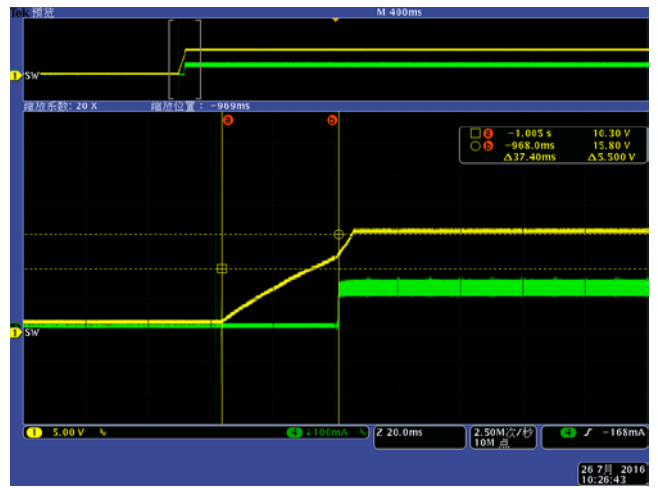 Tek 预览 M 400ms
1 SW
缩放系数: 20 X 缩放位置: -969ms
a b
a -1.005 s 10.30 V
b -968.0ms 15.80 V
Δ37.40ms Δ5.500 V
1 SW
1 5.00 V 4 ↓100mA Z 20.0ms 2.50M次/秒 4 -168mA
10M 点
26 7月 2016
10:26:43